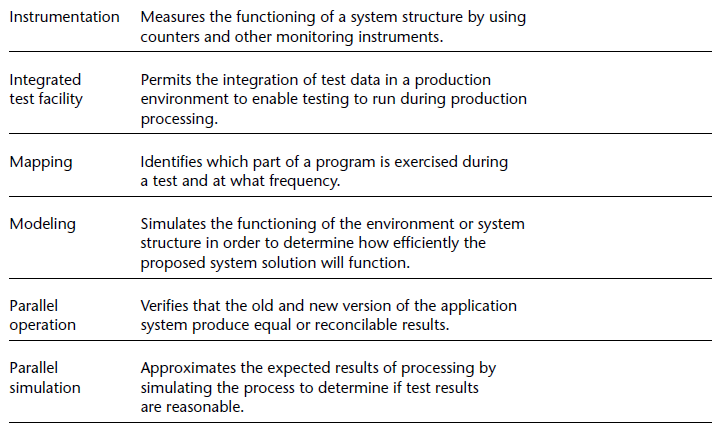 Instrumentation Measures the functioning of a system structure by using
counters and other monitoring instruments.
Integrated Permits the integration of test data in a production
test facility environment to enable testing to run during production
processing.
Mapping Identifies which part of a program is exercised during
a test and at what frequency.
Modeling Simulates the functioning of the environment or system
structure in order to determine how efficiently the
proposed system solution will function.
Parallel Verifies that the old and new version of the application
operation system produce equal or reconcilable results.
Parallel Approximates the expected results of processing by
simulation simulating the process to determine if test results
are reasonable.